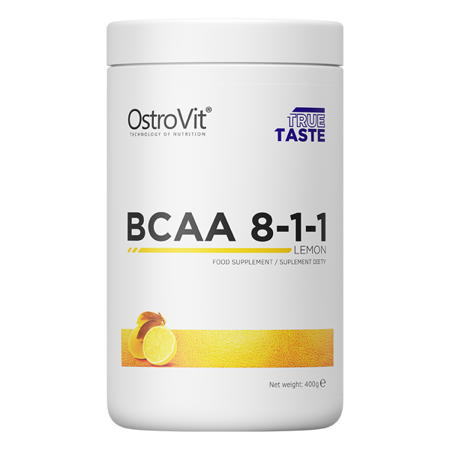 OstroVit®
TECHNOLOGY OF NUTRITION
TRUE
TASTE
BCAA 8-1-1
LEMON
FOOD SUPPLEMENT / SUPLEMENT DIETY
Net weight: 400g℮